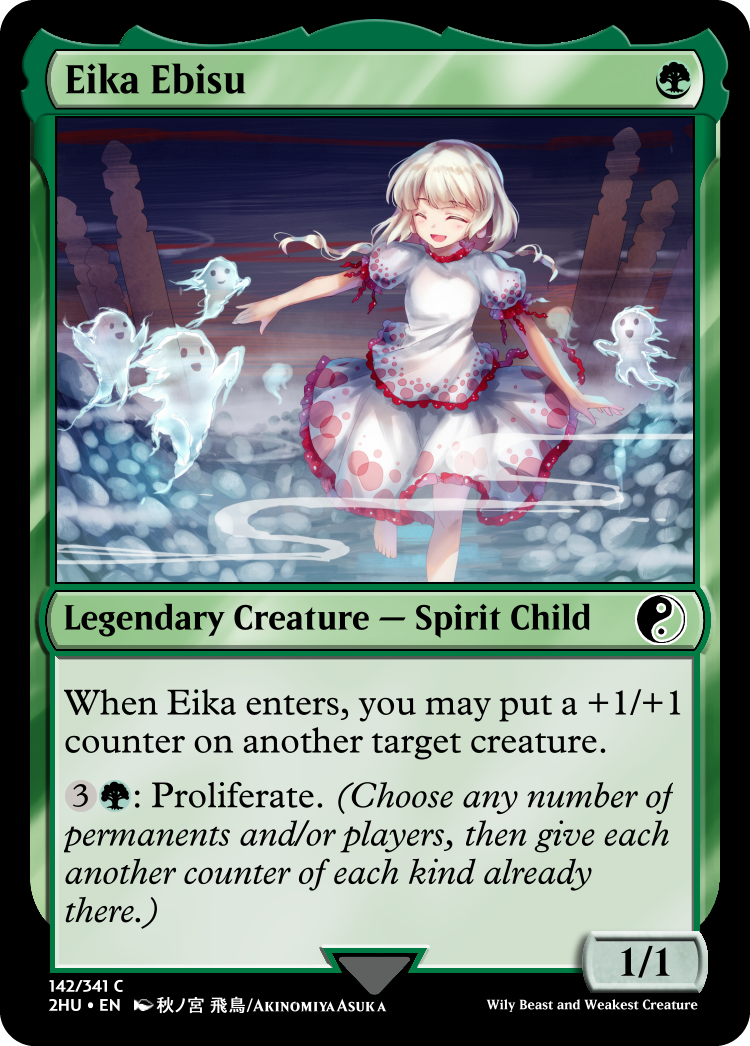 Eika Ebisu
Legendary Creature — Spirit Child
When Eika enters, you may put a +1/+1
counter on another target creature.
3: Proliferate. (Choose any number of
permanents and/or players, then give each
another counter of each kind already
there.)
1/1
142/341 C
2HU • EN 秋ノ宮 飛鳥/AKINOMIYA ASUKA
Wily Beast and Weakest Creature